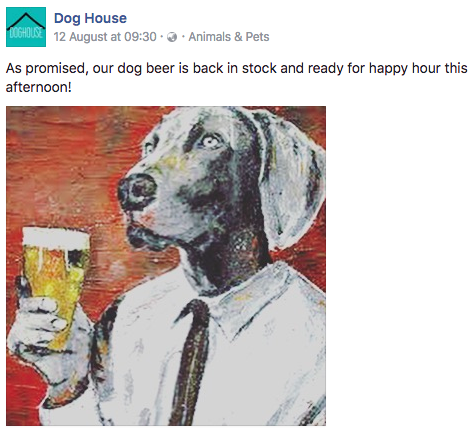 DOGHOUSE
Dog House
12 August at 09:30 · · Animals & Pets
As promised, our dog beer is back in stock and ready for happy hour this
afternoon!